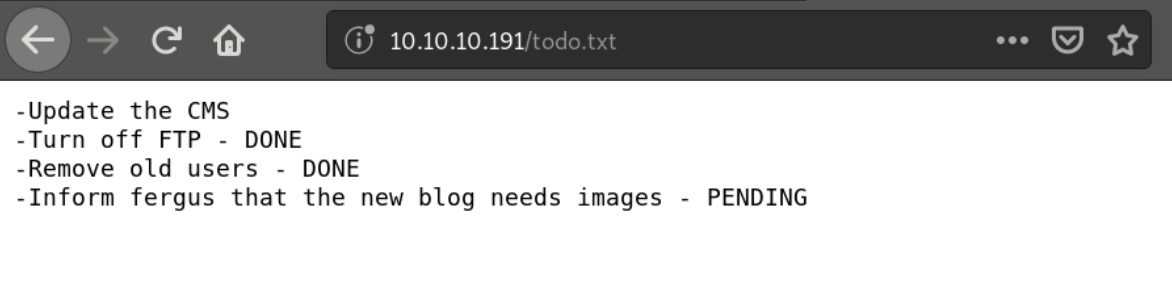 10.10.10.191/todo.txt
-Update the CMS
-Turn off FTP - DONE
-Remove old users - DONE
-Inform fergus that the new blog needs images - PENDING